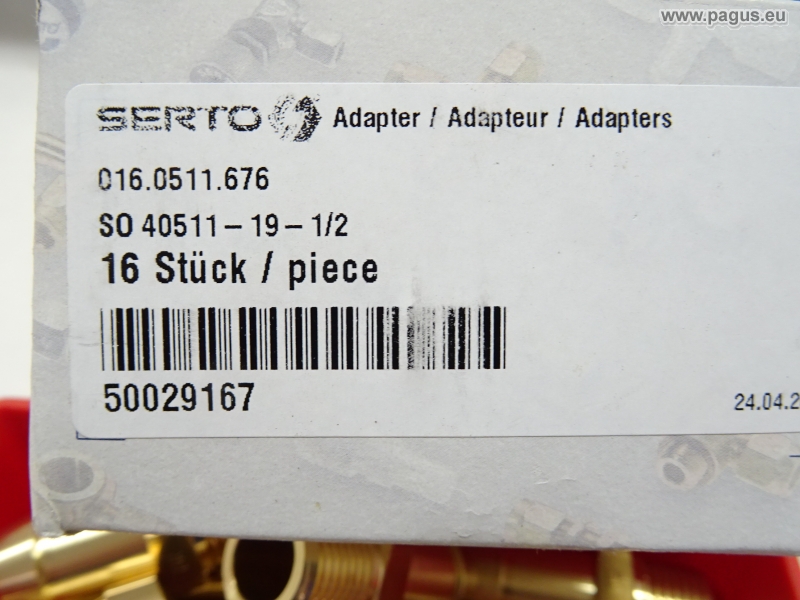 www.pagus.eu
SERTO Adapter / Adapteur / Adapters
016.0511.676
SO 40511 – 19 – 1/2
16 Stück / piece
50029167
24.04.2